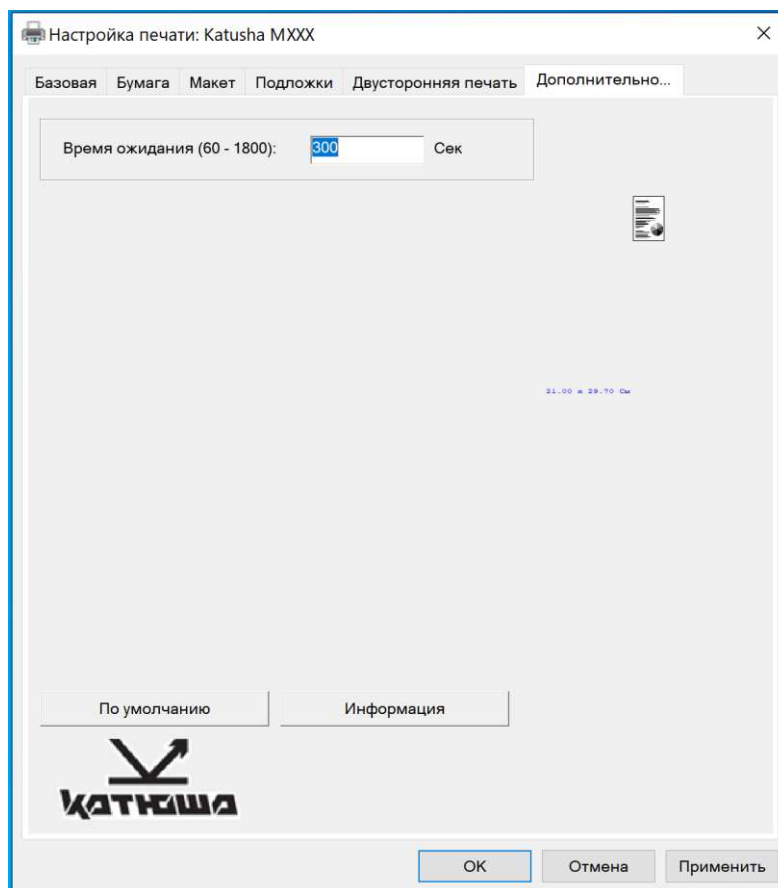 Настройка печати: Katusha MXXX
Базовая Бумага Макет Подложки Двусторонняя печать Дополнительно...
Время ожидания (60 - 1800): 300 Сек
21.00 x 29.70 См
По умолчанию Информация
катюша
OK Отмена Применить